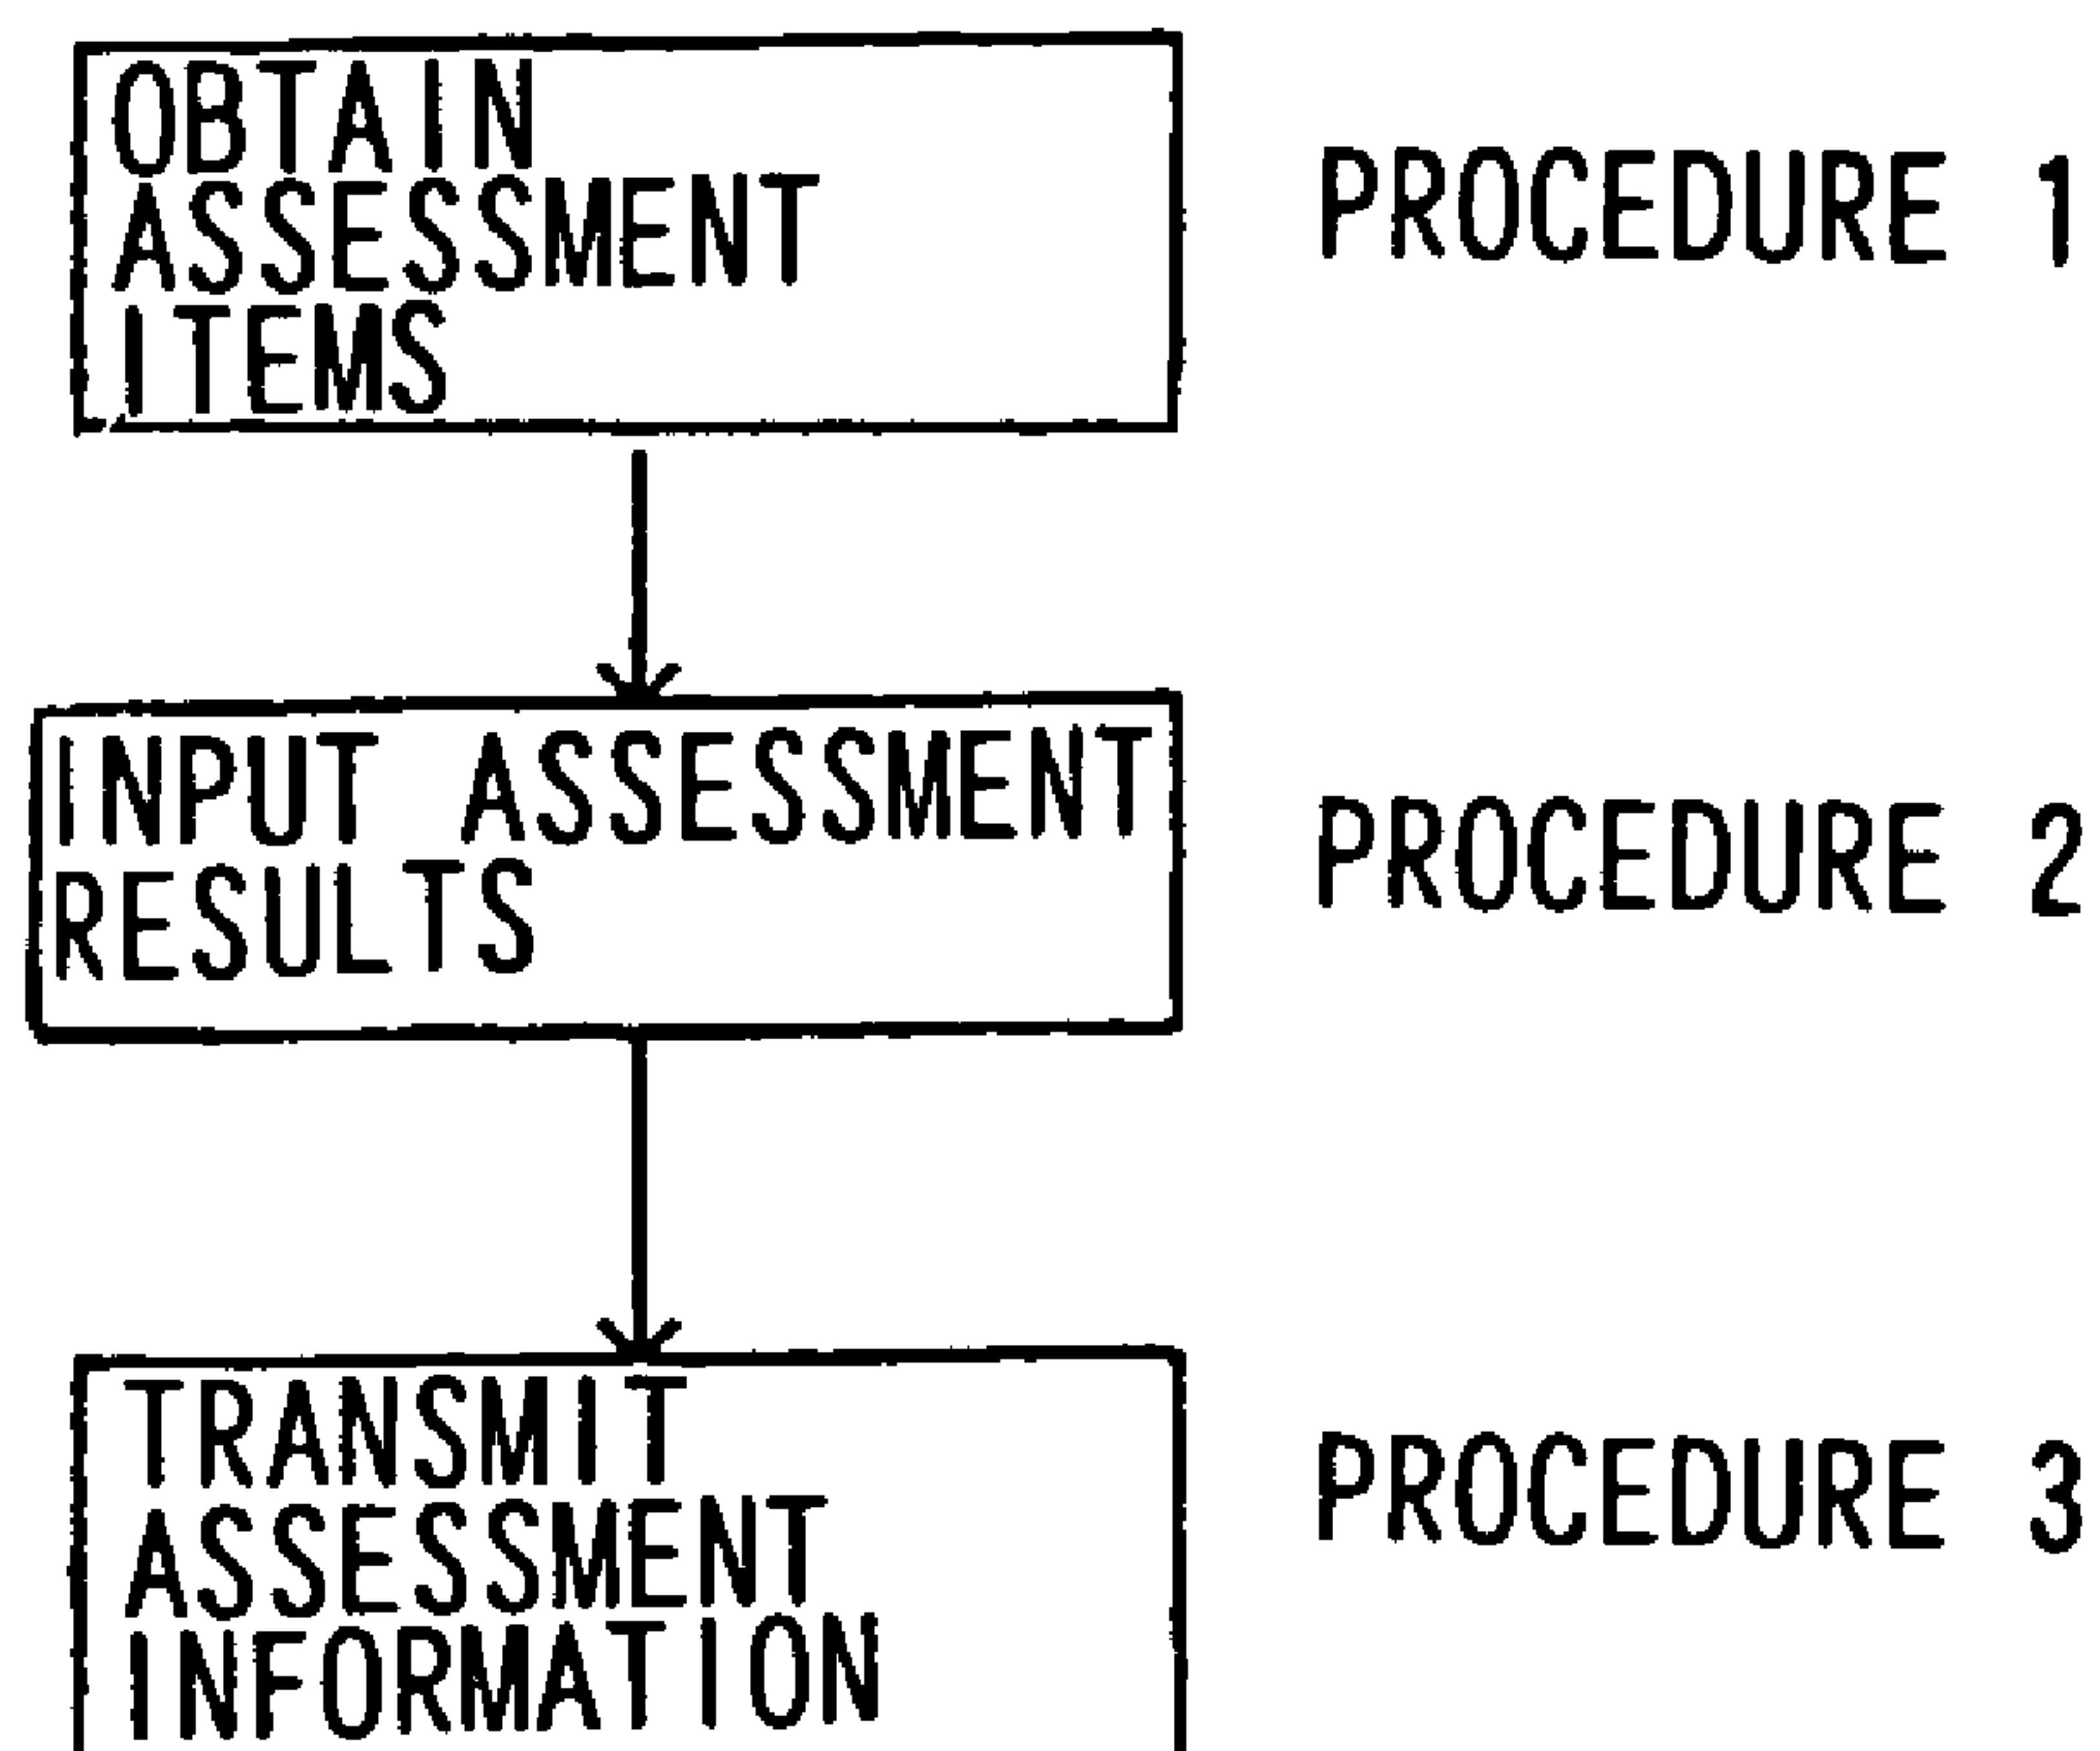 OBTAIN
ASSESSMENT
ITEMS
PROCEDURE 1
INPUT ASSESSMENT
RESULTS
PROCEDURE 2
TRANSMIT
ASSESSMENT
INFORMATION
PROCEDURE 3